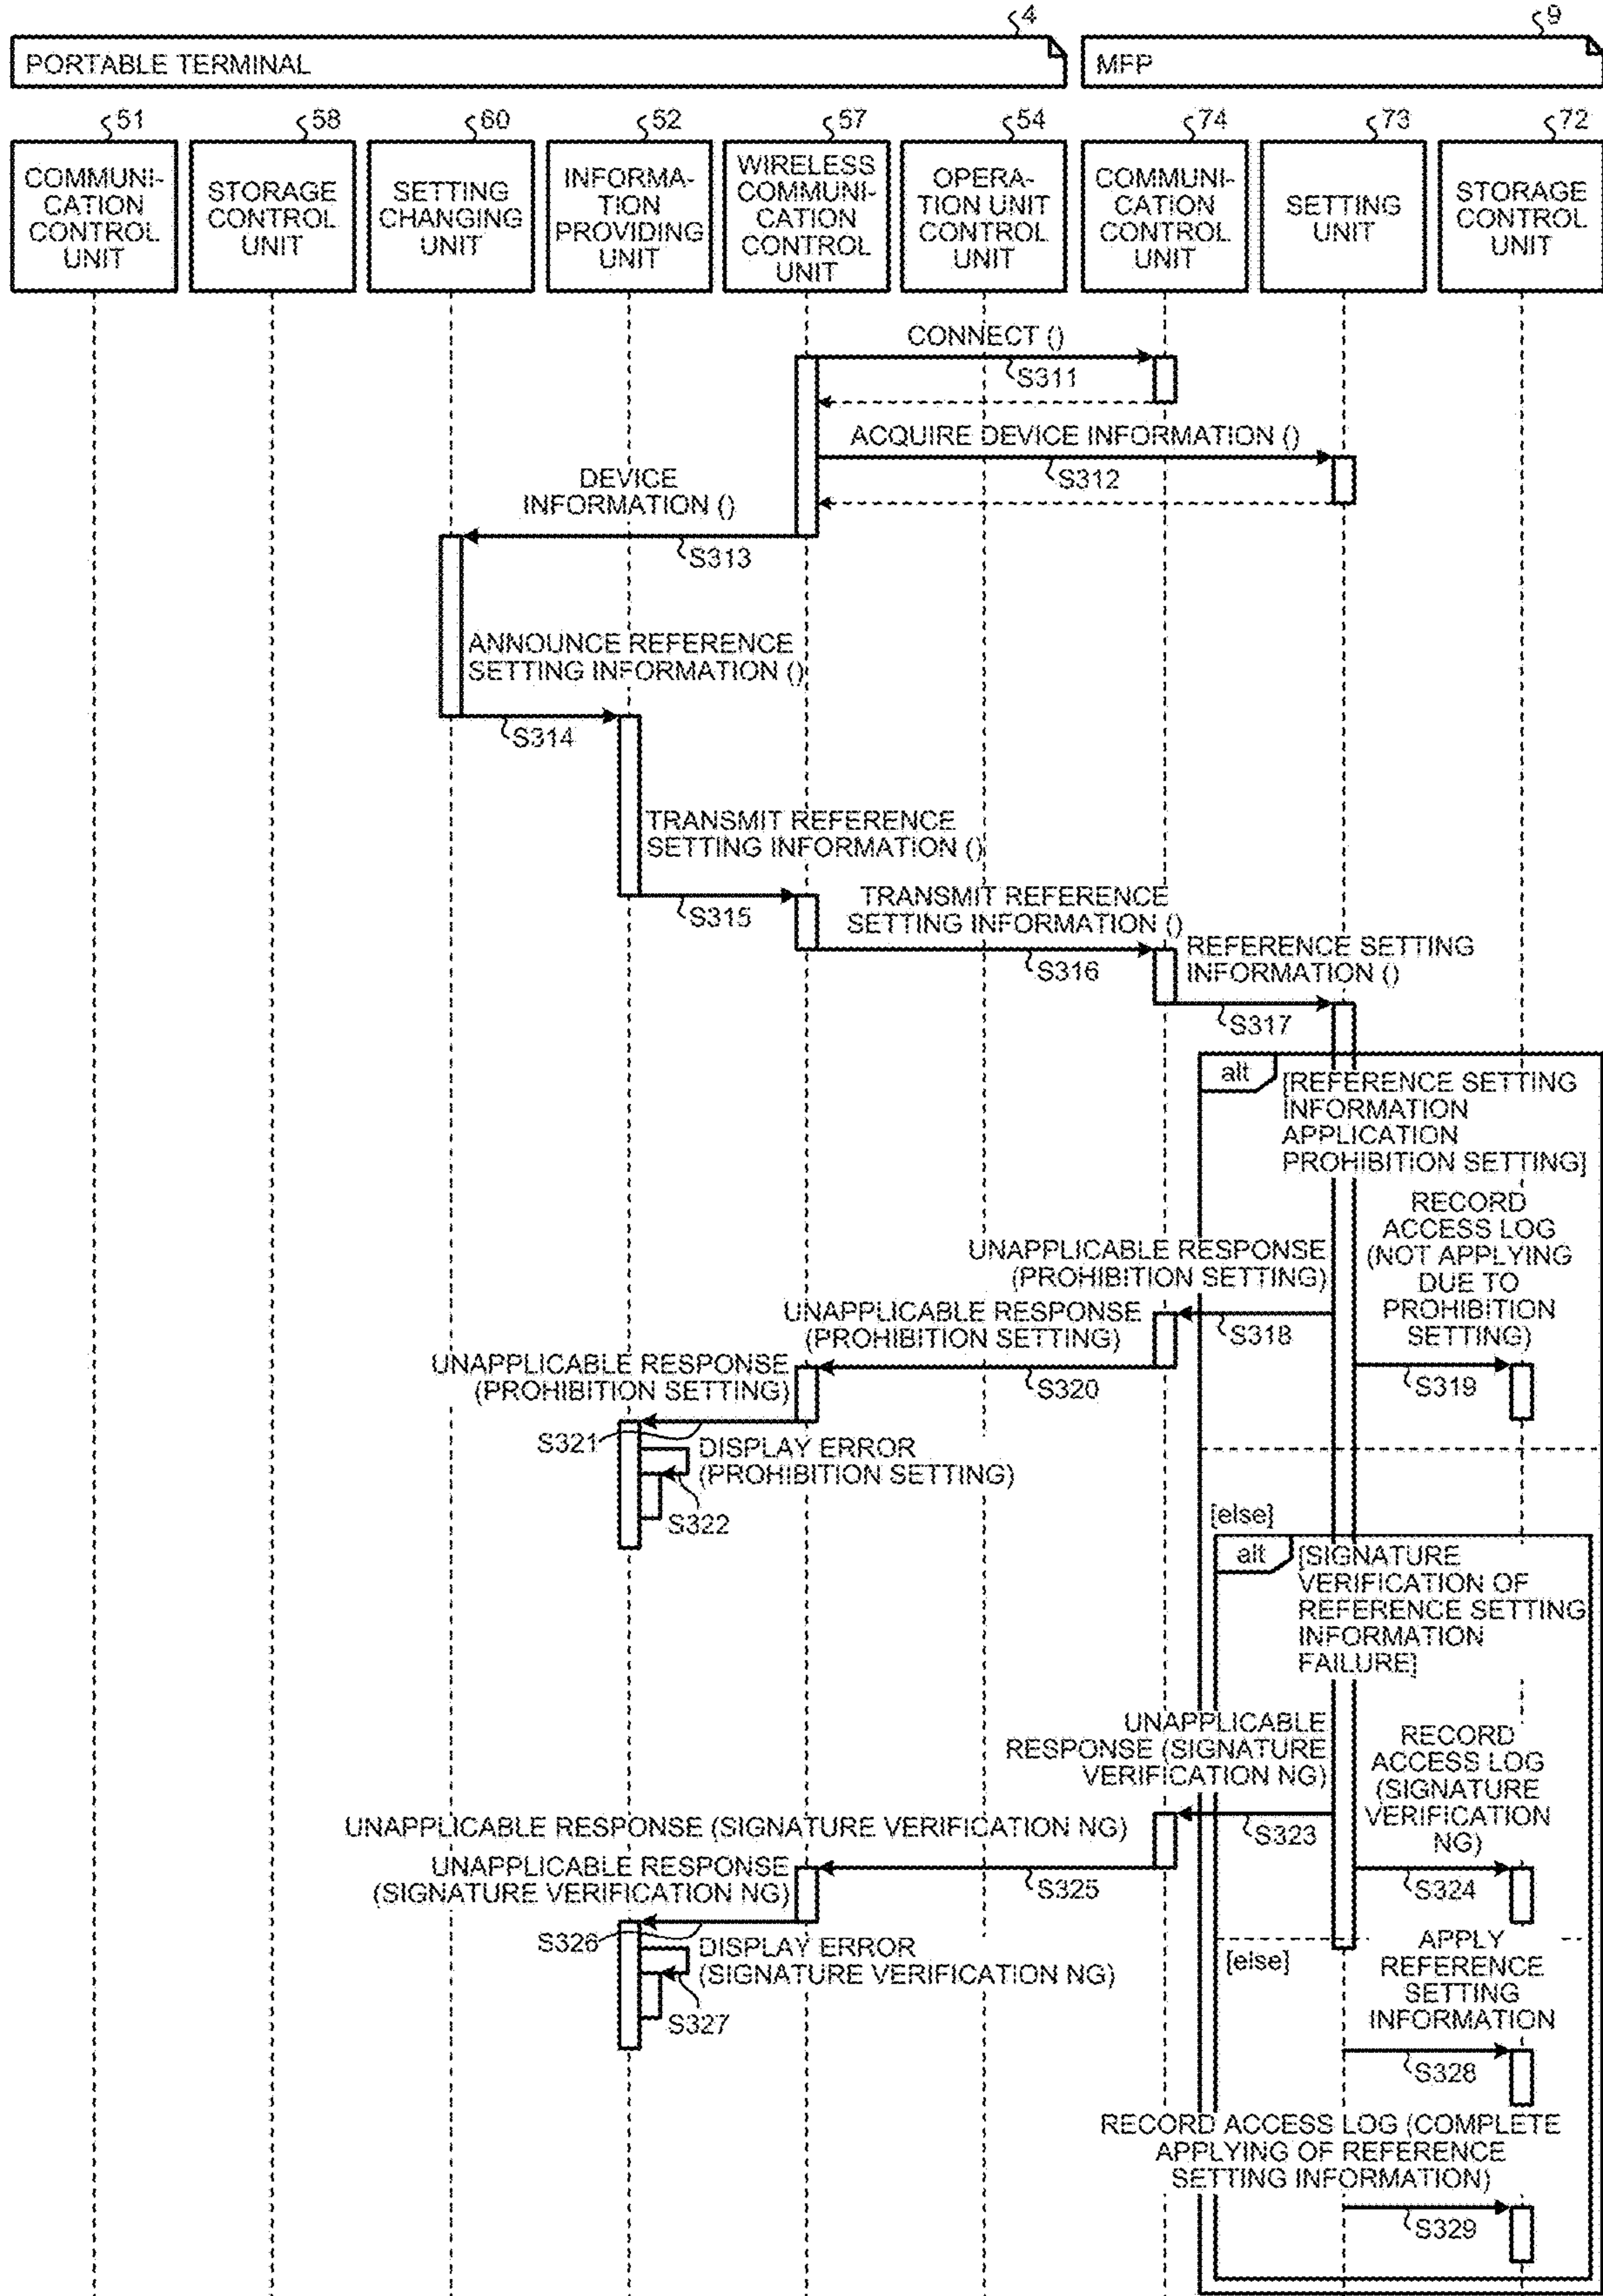 4
9
PORTABLE TERMINAL
MFP
51
58
60
52
57
54
74
73
72
COMMUNI-
CATION
CONTROL
UNIT
STORAGE
CONTROL
UNIT
SETTING
CHANGING
UNIT
INFORMA-
TION
PROVIDING
UNIT
WIRELESS
COMMUNI-
CATION
CONTROL
UNIT
OPERA-
TION UNIT
CONTROL
UNIT
COMMUNI-
CATION
CONTROL
UNIT
SETTING
UNIT
STORAGE
CONTROL
UNIT
CONNECT ()
S311
ACQUIRE DEVICE INFORMATION ()
S312
DEVICE
INFORMATION ()
S313
ANNOUNCE REFERENCE
SETTING INFORMATION ()
S314
TRANSMIT REFERENCE
SETTING INFORMATION ()
S315
TRANSMIT REFERENCE
SETTING INFORMATION ()
S316
REFERENCE SETTING
INFORMATION ()
S317
alt
[REFERENCE SETTING
INFORMATION
APPLICATION
PROHIBITION SETTING]
RECORD
ACCESS LOG
(NOT APPLYING
DUE TO
PROHIBITION
SETTING)
UNAPPLICABLE RESPONSE
(PROHIBITION SETTING)
S318
UNAPPLICABLE RESPONSE
(PROHIBITION SETTING)
S319
S320
UNAPPLICABLE RESPONSE
(PROHIBITION SETTING)
S321
DISPLAY ERROR
(PROHIBITION SETTING)
S322
[else]
alt
[SIGNATURE
VERIFICATION OF
REFERENCE SETTING
INFORMATION
FAILURE]
UNAPPLICABLE
RESPONSE (SIGNATURE
VERIFICATION NG)
RECORD
ACCESS LOG
(SIGNATURE
VERIFICATION
NG)
S323
UNAPPLICABLE RESPONSE (SIGNATURE VERIFICATION NG)
S324
S325
UNAPPLICABLE RESPONSE
(SIGNATURE VERIFICATION NG)
S326
DISPLAY ERROR
(SIGNATURE VERIFICATION NG)
S327
[else]
APPLY
REFERENCE
SETTING
INFORMATION
S328
RECORD ACCESS LOG (COMPLETE
APPLYING OF REFERENCE
SETTING INFORMATION)
S329